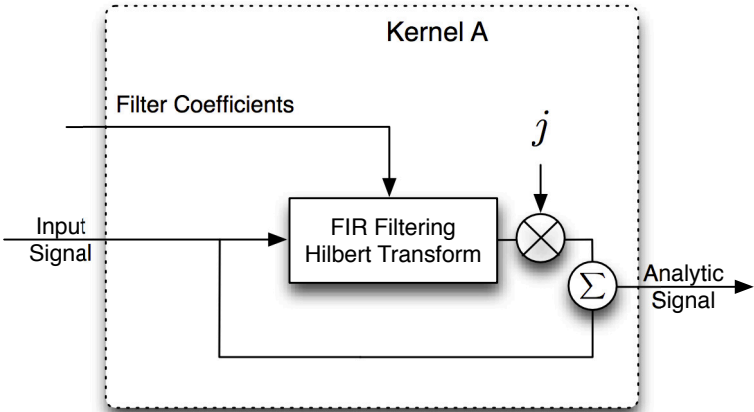 Kernel A
Filter Coefficients
j
Input
Signal
FIR Filtering
Hilbert Transform
Σ
Analytic
Signal